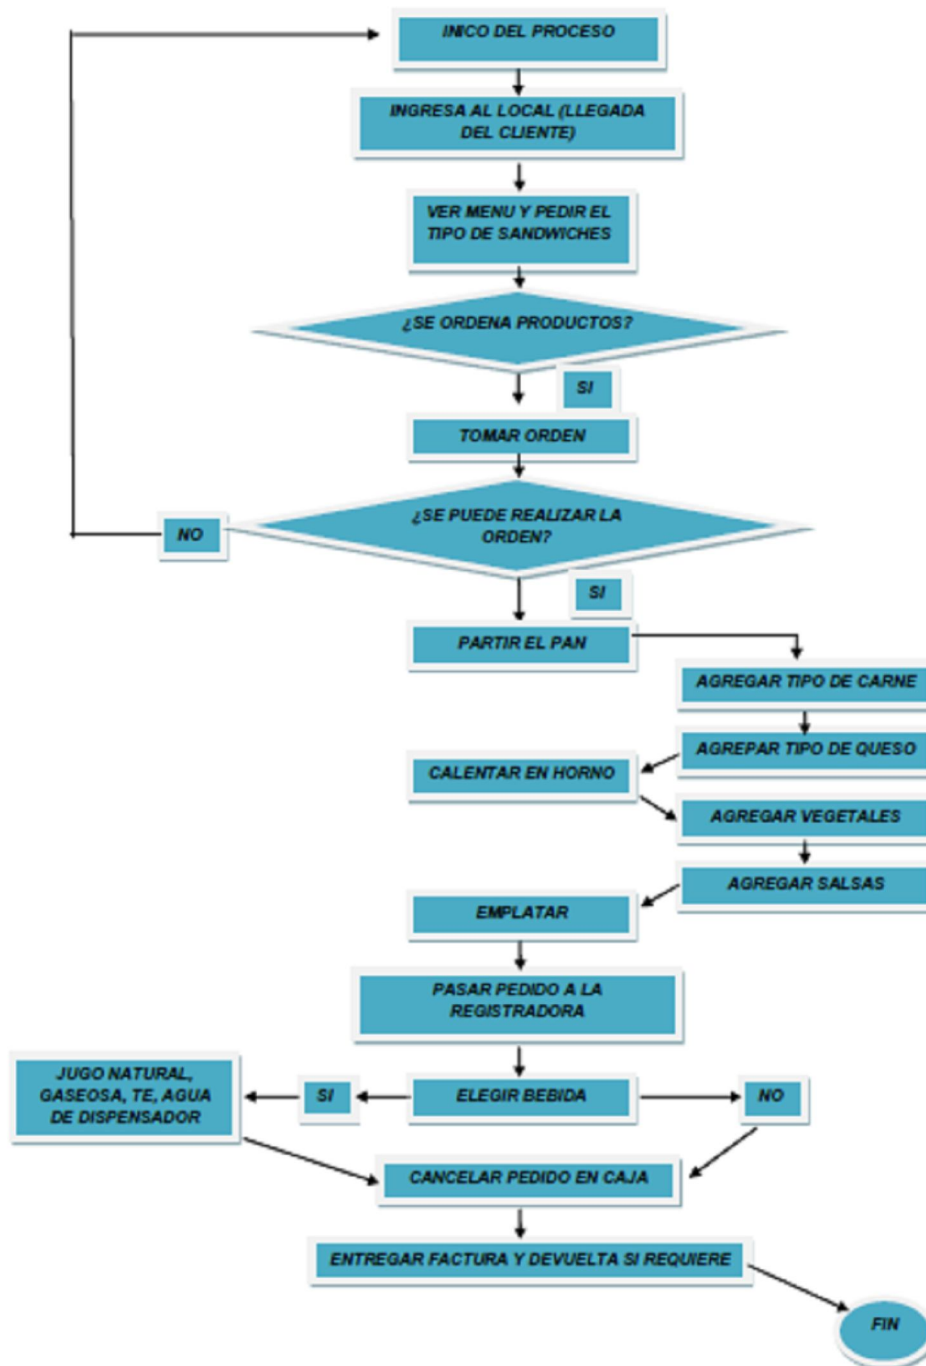 INICO DEL PROCESO
INGRESA AL LOCAL (LLEGADA
DEL CLIENTE)
VER MENU Y PEDIR EL
TIPO DE SANDWICHES
¿SE ORDENA PRODUCTOS?
SI
TOMAR ORDEN
¿SE PUEDE REALIZAR LA
ORDEN?
NO
SI
PARTIR EL PAN
AGREGAR TIPO DE CARNE
AGREPAR TIPO DE QUESO
CALENTAR EN HORNO
AGREGAR VEGETALES
AGREGAR SALSAS
EMPLATAR
PASAR PEDIDO A LA
REGISTRADORA
JUGO NATURAL,
GASEOSA, TE, AGUA
DE DISPENSADOR
SI
ELEGIR BEBIDA
NO
CANCELAR PEDIDO EN CAJA
ENTREGAR FACTURA Y DEVUELTA SI REQUIERE
FIN